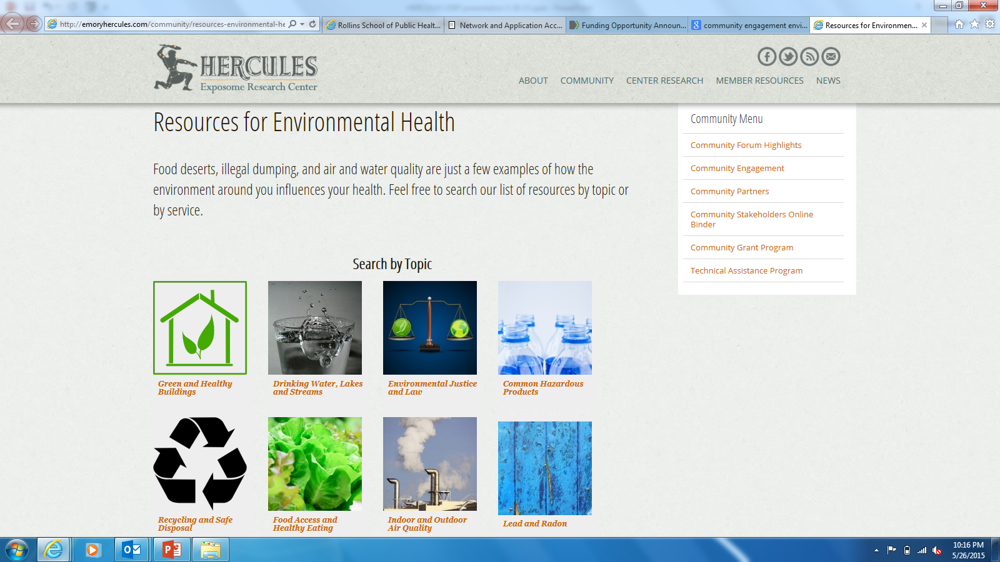 http://emoryhercules.com/community/resources-environmental-he
Rollins School of Public Healt...
Network and Application Acc...
Funding Opportunity Announ...
community engagement envi...
Resources for Environmen...
HERCULES
Exposome Research Center
ABOUT
COMMUNITY
CENTER RESEARCH
MEMBER RESOURCES
NEWS
Resources for Environmental Health
Food deserts, illegal dumping, and air and water quality are just a few examples of how the
environment around you influences your health. Feel free to search our list of resources by topic or
by service.
Search by Topic
Green and Healthy
Buildings
Drinking Water, Lakes
and Streams
Environmental Justice
and Law
Common Hazardous
Products
Recycling and Safe
Disposal
Food Access and
Healthy Eating
Indoor and Outdoor
Air Quality
Lead and Radon
Community Menu
Community Forum Highlights
Community Engagement
Community Partners
Community Stakeholders Online
Binder
Community Grant Program
Technical Assistance Program
10:16 PM
5/26/2015